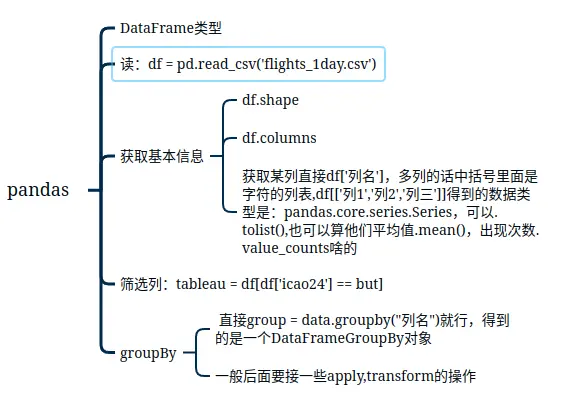 pandas
DataFrame类型
读：df = pd.read_csv('flights_1day.csv')
获取基本信息
df.shape
df.columns
获取某列直接df['列名']，多列的话中括号里面是
字符的列表,df[['列1','列2','列三']]得到的数据类
型是：pandas.core.series.Series，可以.
tolist(),也可以算他们平均值.mean()，出现次数.
value_counts啥的
筛选列：tableau = df[df['icao24'] == but]
groupBy
直接group = data.groupby("列名")就行，得到
的是一个DataFrameGroupBy对象
一般后面要接一些apply,transform的操作